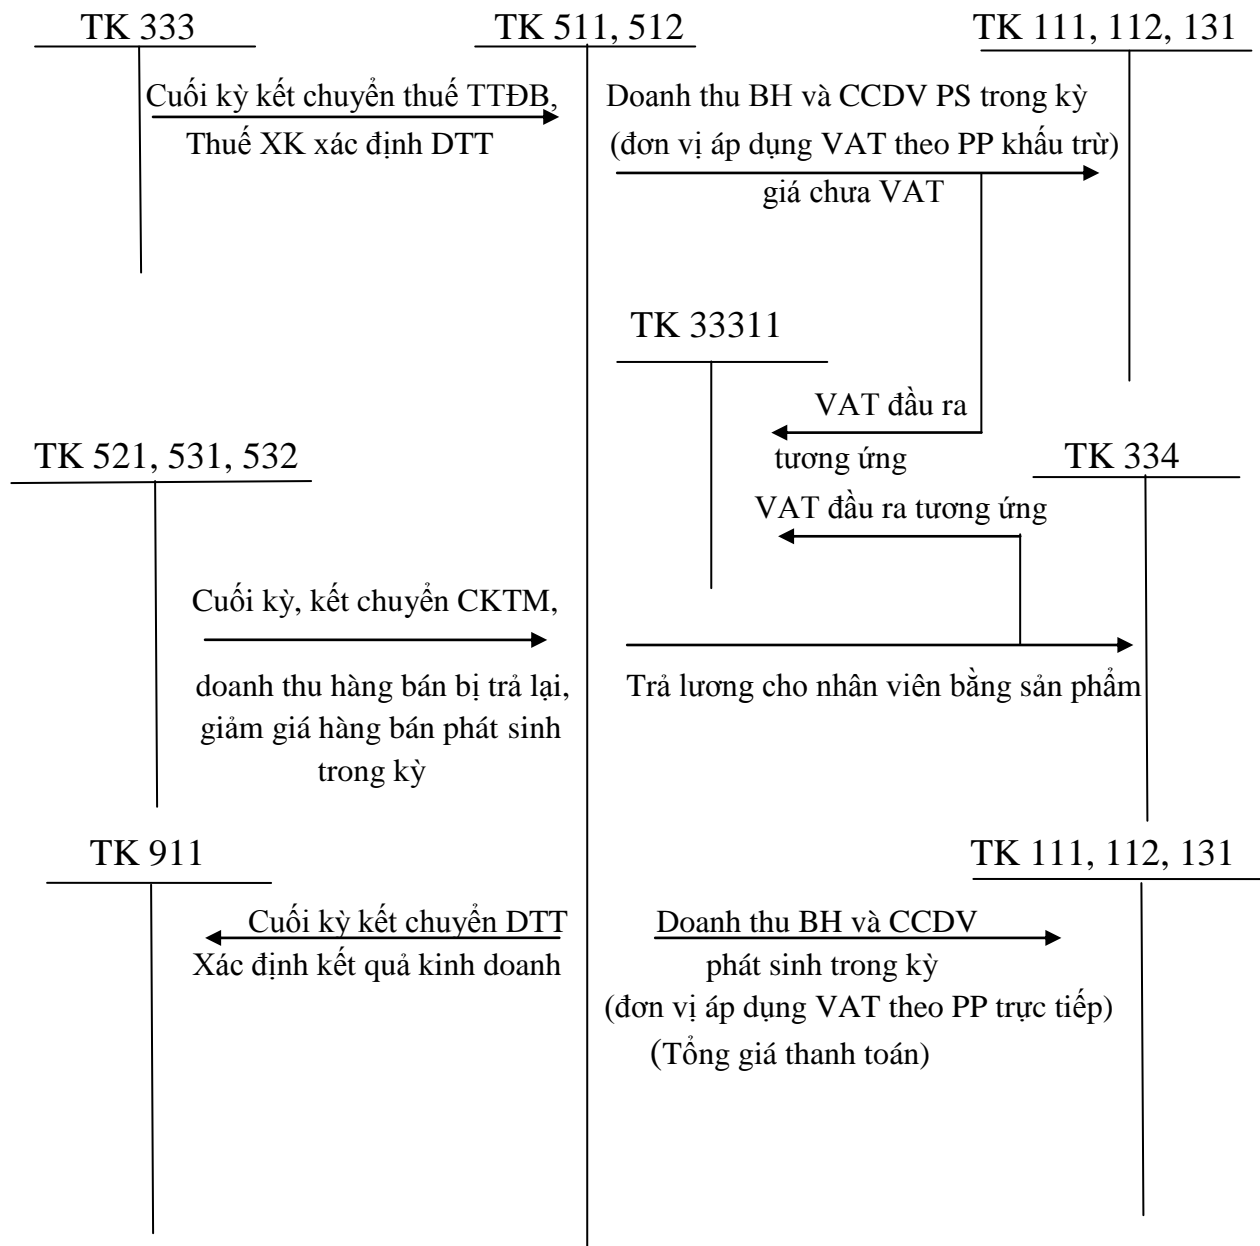 TK 333
TK 511, 512
TK 111, 112, 131
Cuối kỳ kết chuyển thuế TTĐB,
Thuế XK xác định DTT
Doanh thu BH và CCDV PS trong kỳ
(đơn vị áp dụng VAT theo PP khấu trừ)
giá chưa VAT
TK 33311
VAT đầu ra
tương ứng
TK 521, 531, 532
TK 334
VAT đầu ra tương ứng
Cuối kỳ, kết chuyển CKTM,
doanh thu hàng bán bị trả lại,
giảm giá hàng bán phát sinh
trong kỳ
Trả lương cho nhân viên bằng sản phẩm
TK 911
TK 111, 112, 131
Cuối kỳ kết chuyển DTT
Xác định kết quả kinh doanh
Doanh thu BH và CCDV
phát sinh trong kỳ
(đơn vị áp dụng VAT theo PP trực tiếp)
(Tổng giá thanh toán)